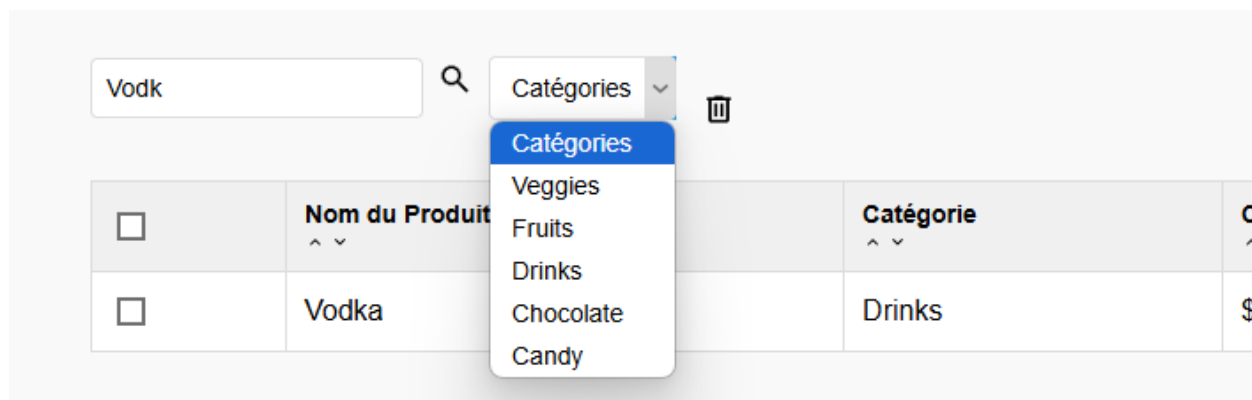 Vodk
Catégories
Catégories
Veggies
Fruits
Drinks
Chocolate
Candy
Nom du Produit
Catégorie
Vodka
Drinks
$